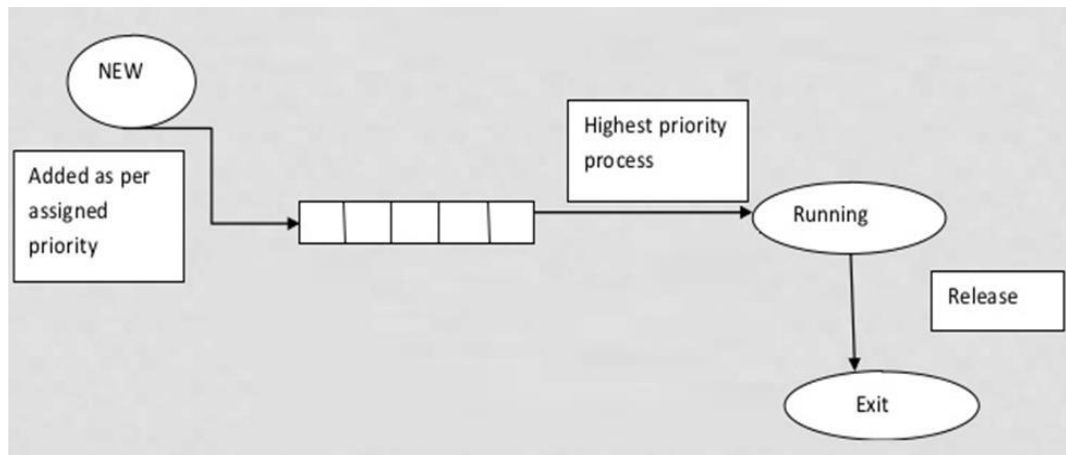 NEW
Added as per
assigned
priority
Highest priority
process
Running
Release
Exit